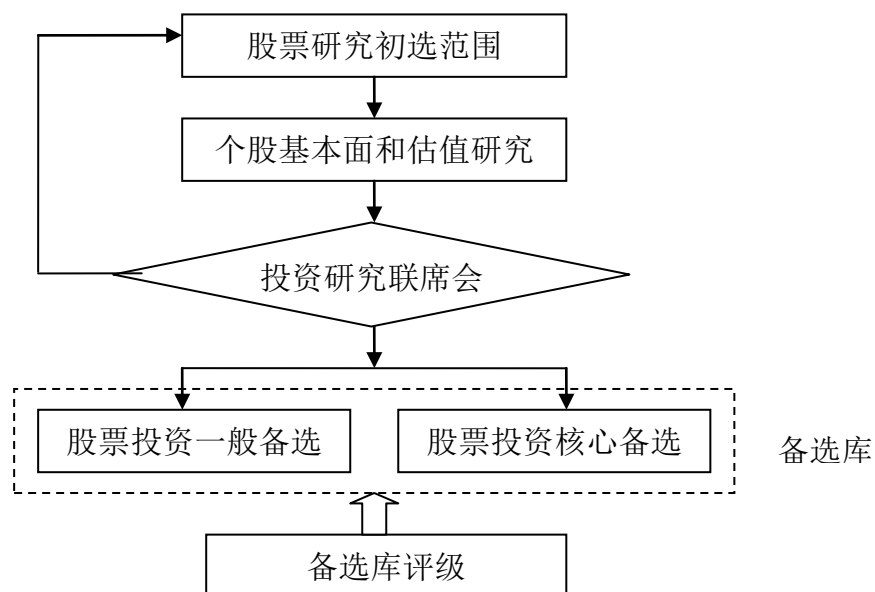 股票研究初选范围
个股基本面和估值研究
投资研究联席会
股票投资一般备选
股票投资核心备选
备选库
备选库评级